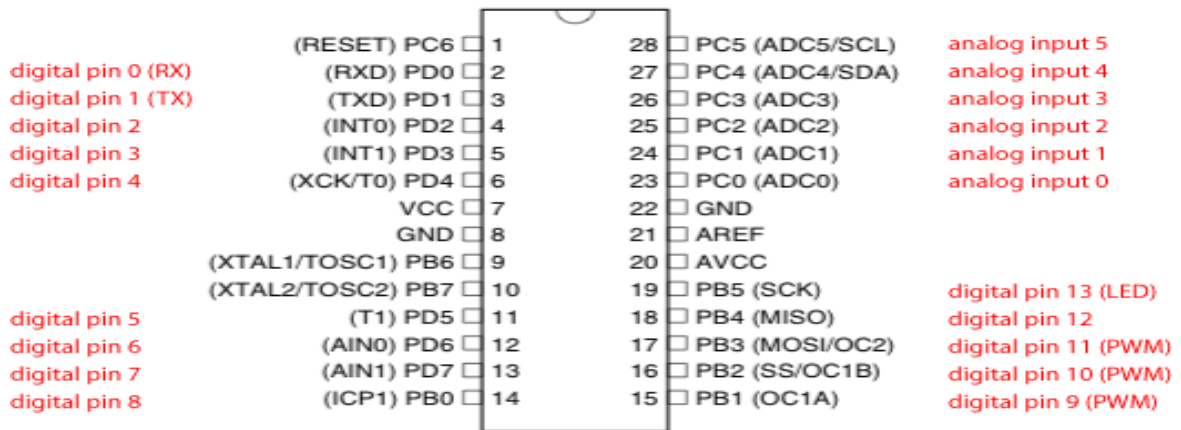 (RESET) PC6 1 28 PC5 (ADC5/SCL) analog input 5
digital pin 0 (RX) (RXD) PD0 2 27 PC4 (ADC4/SDA) analog input 4
digital pin 1 (TX) (TXD) PD1 3 26 PC3 (ADC3) analog input 3
digital pin 2 (INT0) PD2 4 25 PC2 (ADC2) analog input 2
digital pin 3 (INT1) PD3 5 24 PC1 (ADC1) analog input 1
digital pin 4 (XCK/T0) PD4 6 23 PC0 (ADC0) analog input 0
VCC 7 22 GND
GND 8 21 AREF
(XTAL1/TOSC1) PB6 9 20 AVCC
(XTAL2/TOSC2) PB7 10 19 PB5 (SCK) digital pin 13 (LED)
digital pin 5 (T1) PD5 11 18 PB4 (MISO) digital pin 12
digital pin 6 (AIN0) PD6 12 17 PB3 (MOSI/OC2) digital pin 11 (PWM)
digital pin 7 (AIN1) PD7 13 16 PB2 (SS/OC1B) digital pin 10 (PWM)
digital pin 8 (ICP1) PB0 14 15 PB1 (OC1A) digital pin 9 (PWM)